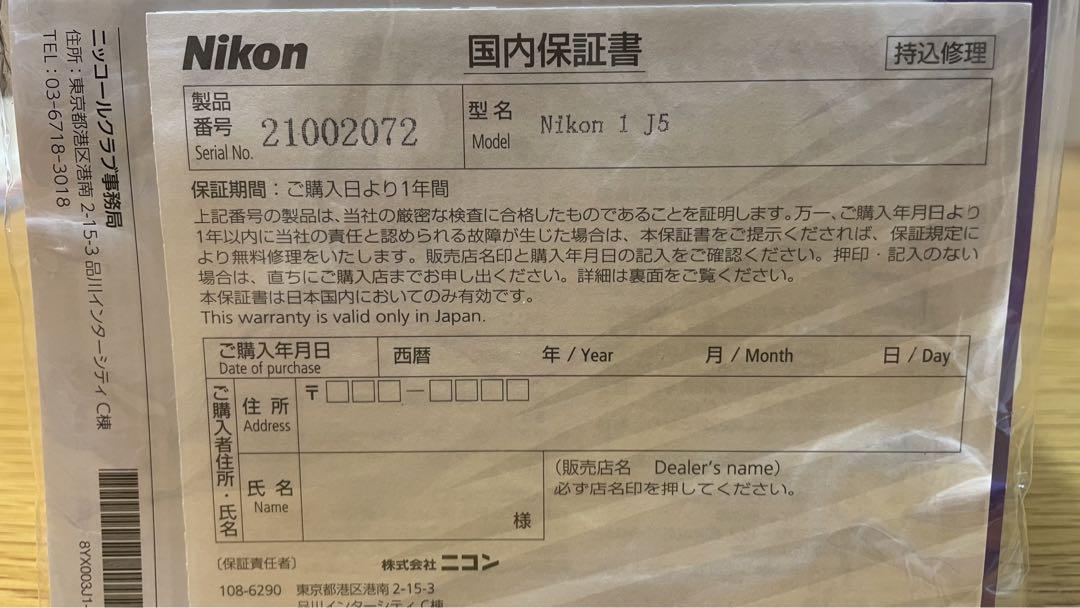 Nikon
国内保証書
持込修理
製品
番号
Serial No.
21002072
型名
Model
Nikon 1 J5
保証期間：ご購入日より1年間
上記番号の製品は、当社の厳密な検査に合格したものであることを証明します。万一、ご購入年月日より
1年以内に当社の責任と認められる故障が生じた場合は、本保証書をご提示くだされば、保証規定に
より無料修理をいたします。販売店名印と購入年月日の記入をご確認ください。押印・記入のない
場合は、直ちにご購入店までお申し出ください。詳細は裏面をご覧ください。
本保証書は日本国内においてのみ有効です。
This warranty is valid only in Japan.
ご購入年月日
Date of purchase
西暦 年 / Year 月 / Month 日 / Day
ご購入者住所・氏名
住所
Address
〒□□□－□□□□
氏名
Name
様
（販売店名 Dealer's name）
必ず店名印を押してください。
〔保証責任者〕
株式会社 ニコン
108-6290 東京都港区港南 2-15-3
品川インターシティ C棟
ニッコールクラブ事務局
住所：東京都港区港南 2-15-3 品川インターシティ C棟
TEL：03-6718-3018
8YX003J1-